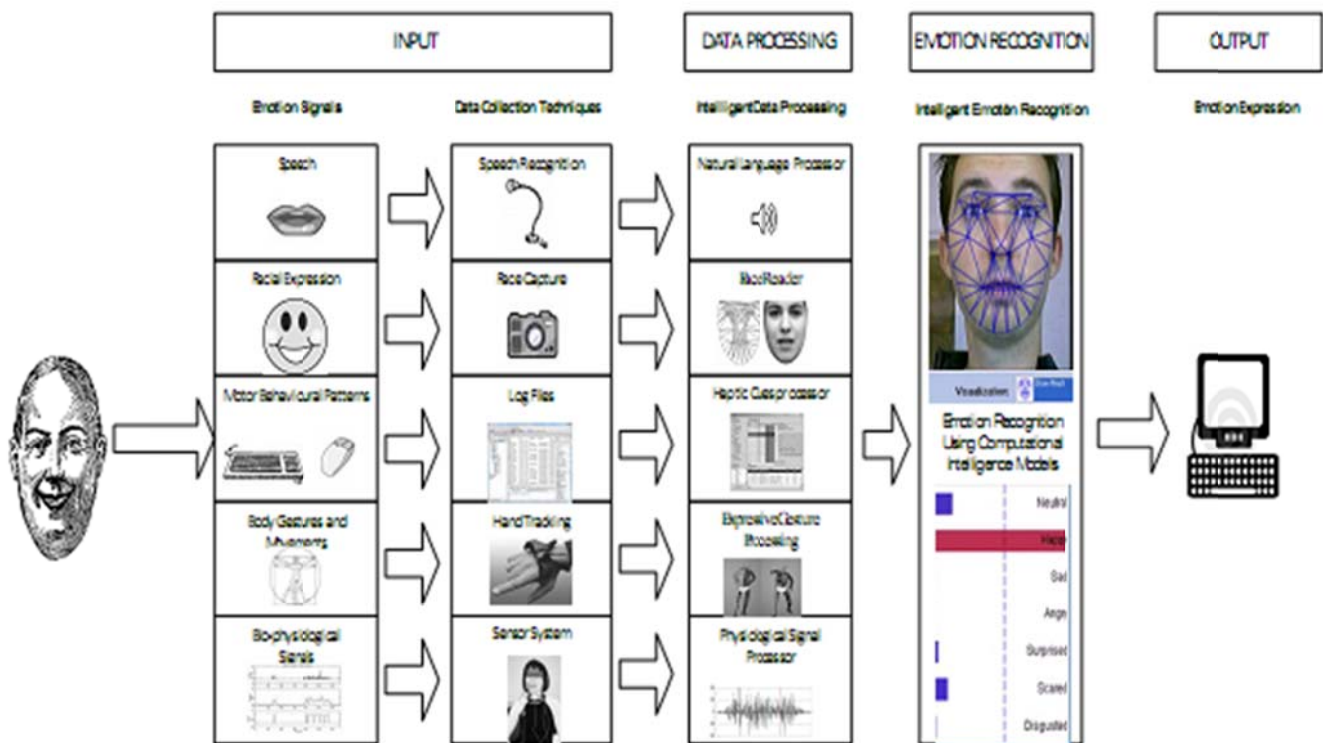 INPUT
DATA PROCESSING
EMOTION RECOGNITION
OUTPUT
Emotion Signals
Data Collection Techniques
Intelligent Data Processing
Intelligent Emotion Recognition
Emotion Expression
Speech
Speech Recognition
Natural Language Processor
Facial Expression
Face Capture
FaceReader
Motor Behavioural Patterns
Log Files
Haptic Cues processor
Body Gestures and
Movements
Hand Tracking
Expressive Gesture
Processing
Bio-physiological
Signals
Sensor System
Physiological Signal
Processor
Visualization
Emotion Recognition
Using Computational
Intelligence Models
Neutral
Happy
Sad
Angry
Surprised
Scared
Disgusted